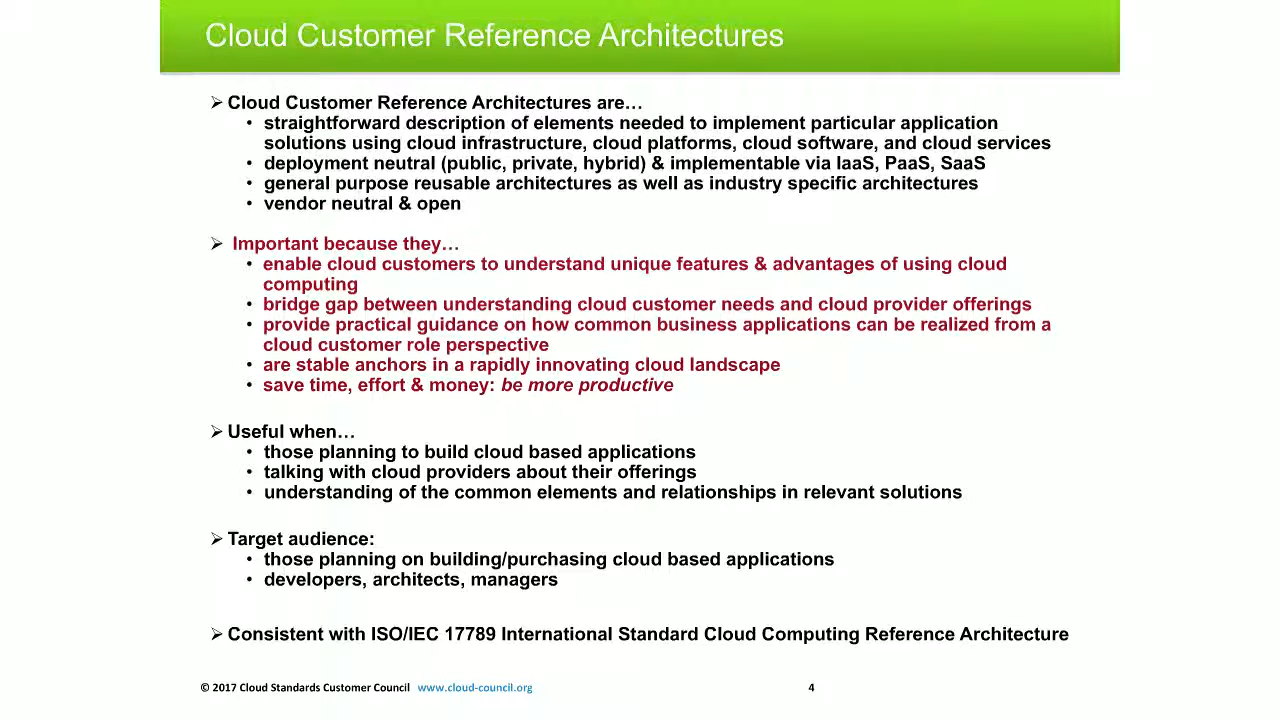 Cloud Customer Reference Architectures
➢ Cloud Customer Reference Architectures are…
• straightforward description of elements needed to implement particular application
solutions using cloud infrastructure, cloud platforms, cloud software, and cloud services
• deployment neutral (public, private, hybrid) & implementable via IaaS, PaaS, SaaS
• general purpose reusable architectures as well as industry specific architectures
• vendor neutral & open
➢ Important because they…
• enable cloud customers to understand unique features & advantages of using cloud
computing
• bridge gap between understanding cloud customer needs and cloud provider offerings
• provide practical guidance on how common business applications can be realized from a
cloud customer role perspective
• are stable anchors in a rapidly innovating cloud landscape
• save time, effort & money: be more productive
➢ Useful when…
• those planning to build cloud based applications
• talking with cloud providers about their offerings
• understanding of the common elements and relationships in relevant solutions
➢ Target audience:
• those planning on building/purchasing cloud based applications
• developers, architects, managers
➢ Consistent with ISO/IEC 17789 International Standard Cloud Computing Reference Architecture
© 2017 Cloud Standards Customer Council www.cloud-council.org 4